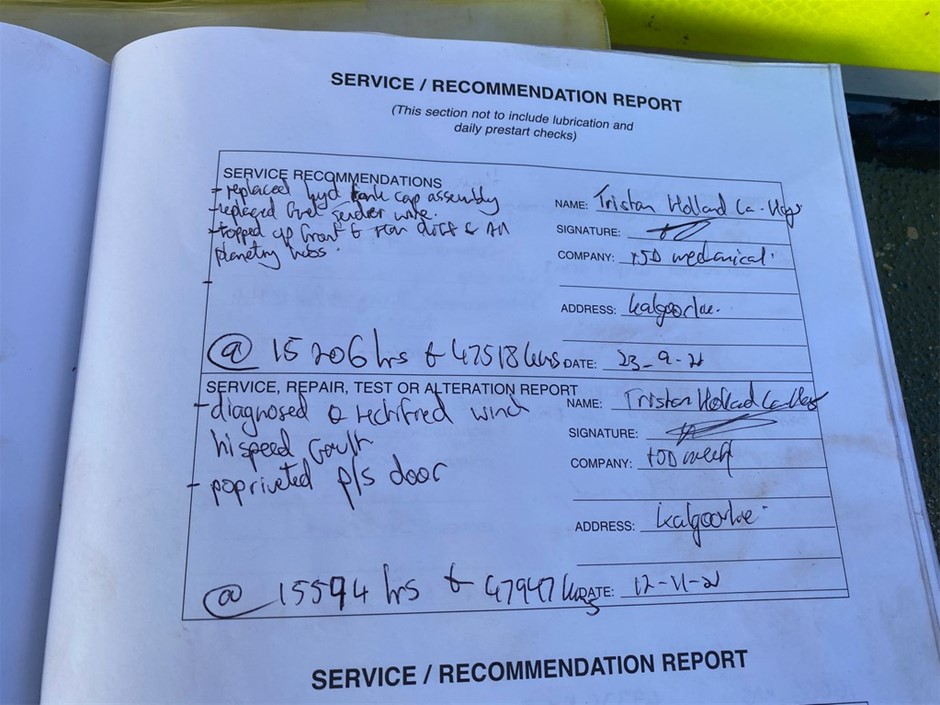 SERVICE / RECOMMENDATION REPORT
(This section not to include lubrication and
daily prestart checks)
SERVICE RECOMMENDATIONS
- replaced hyd tank cap assembly
- replaced fuel sender wire.
- topped up front & rear diffs & all
planetry hubs.
-
@ 15206 hrs & 47518 kms
NAME: Tristan Holland
SIGNATURE:
COMPANY: mechanical
ADDRESS: kalgoorlie.
DATE: 23-9-21
SERVICE, REPAIR, TEST OR ALTERATION REPORT
- diagnosed & rectified winch
hi speed fault
- popriveted p/s door
@ 15594 hrs & 47947 kms
NAME: Tristan Holland
SIGNATURE:
COMPANY: mech
ADDRESS: kalgoorlie
DATE: 12-11-21
SERVICE / RECOMMENDATION REPORT